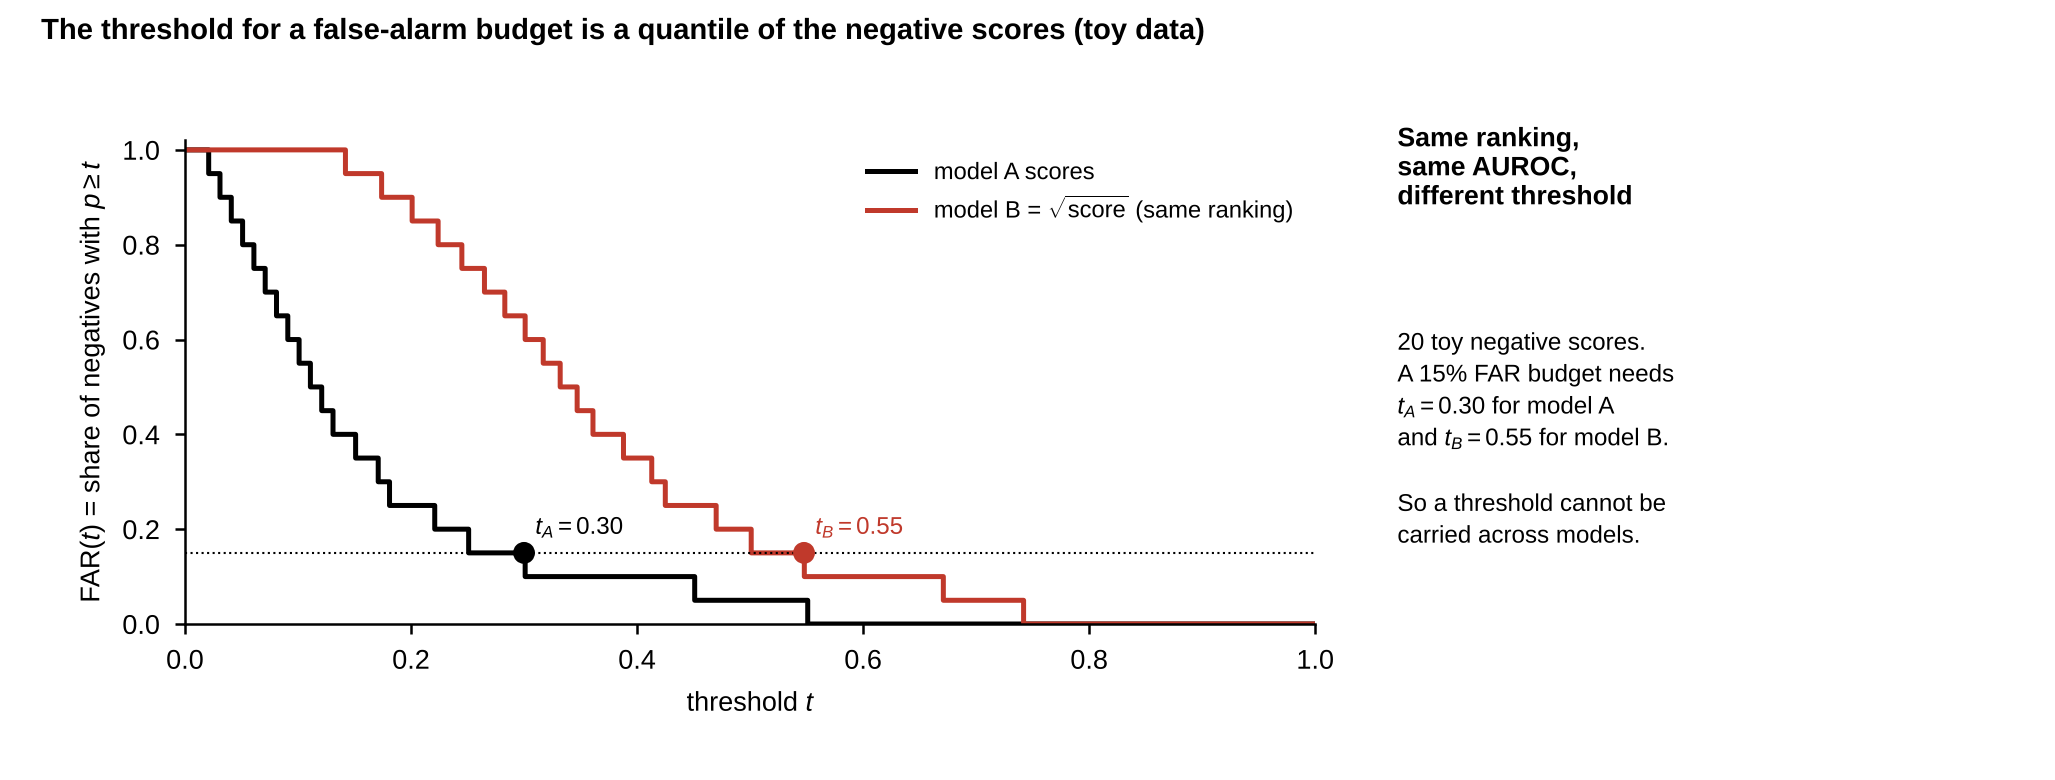 The threshold for a false-alarm budget is a quantile of the negative scores (toy data)
FAR(t) = share of negatives with p ≥ t
1.0
0.8
0.6
0.4
0.2
0.0
0.0 0.2 0.4 0.6 0.8 1.0
threshold t
model A scores
model B = √score (same ranking)
t_A = 0.30
t_B = 0.55
Same ranking,
same AUROC,
different threshold
20 toy negative scores.
A 15% FAR budget needs
t_A = 0.30 for model A
and t_B = 0.55 for model B.
So a threshold cannot be
carried across models.